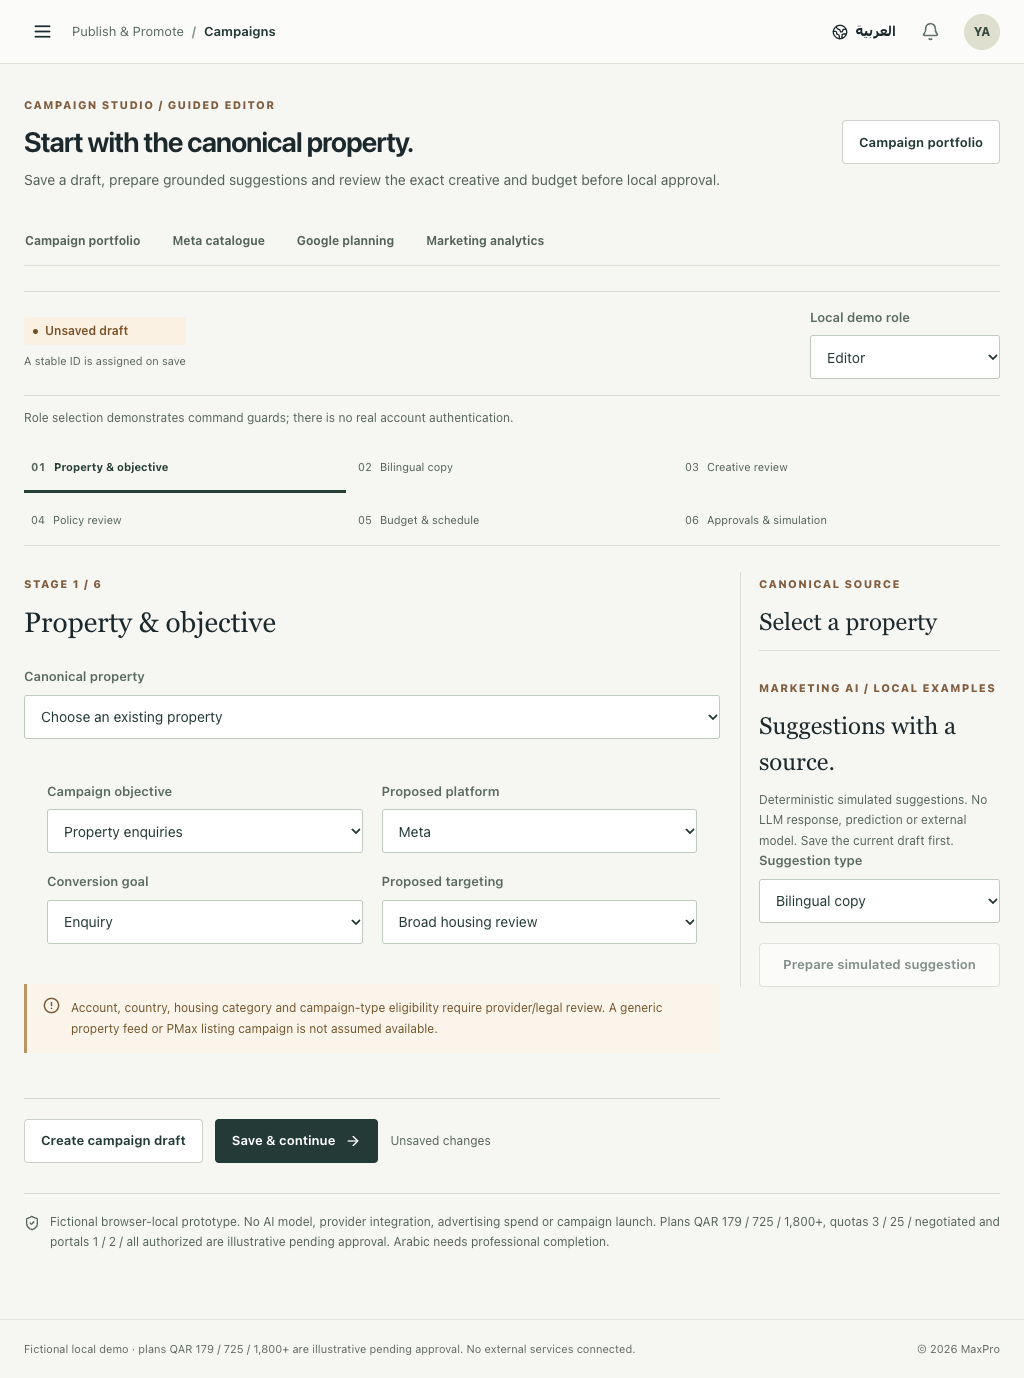 Publish & Promote / Campaigns
العربية
YA
CAMPAIGN STUDIO / GUIDED EDITOR
Start with the canonical property.
Campaign portfolio
Save a draft, prepare grounded suggestions and review the exact creative and budget before local approval.
Campaign portfolio
Meta catalogue
Google planning
Marketing analytics
Unsaved draft
A stable ID is assigned on save
Local demo role
Editor
Role selection demonstrates command guards; there is no real account authentication.
01 Property & objective
02 Bilingual copy
03 Creative review
04 Policy review
05 Budget & schedule
06 Approvals & simulation
STAGE 1 / 6
Property & objective
Canonical property
Choose an existing property
Campaign objective
Property enquiries
Proposed platform
Meta
Conversion goal
Enquiry
Proposed targeting
Broad housing review
Account, country, housing category and campaign-type eligibility require provider/legal review. A generic
property feed or PMax listing campaign is not assumed available.
Create campaign draft
Save & continue
Unsaved changes
CANONICAL SOURCE
Select a property
MARKETING AI / LOCAL EXAMPLES
Suggestions with a
source.
Deterministic simulated suggestions. No
LLM response, prediction or external
model. Save the current draft first.
Suggestion type
Bilingual copy
Prepare simulated suggestion
Fictional browser-local prototype. No AI model, provider integration, advertising spend or campaign launch. Plans QAR 179 / 725 / 1,800+, quotas 3 / 25 / negotiated and
portals 1 / 2 / all authorized are illustrative pending approval. Arabic needs professional completion.
Fictional local demo · plans QAR 179 / 725 / 1,800+ are illustrative pending approval. No external services connected.
© 2026 MaxPro